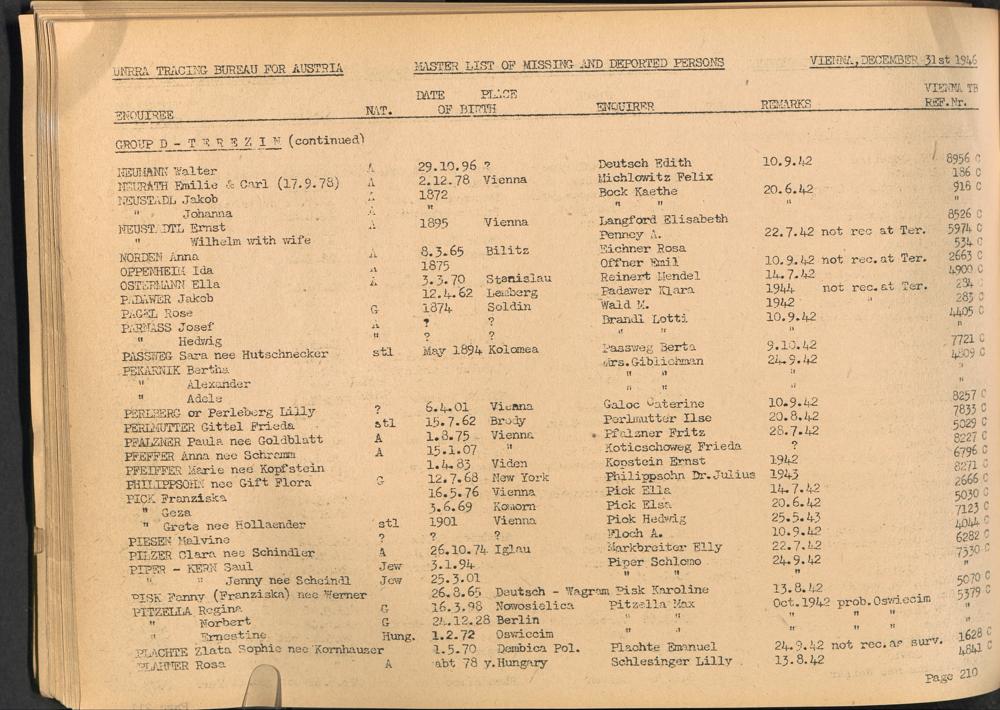 UNRRA TRACING BUREAU FOR AUSTRIA MASTER LIST OF MISSING AND DEPORTED PERSONS VIENNA, DECEMBER 31st 1946
ENQUIREE NAT. DATE PLACE OF BIRTH ENQUIRER REMARKS VIENNA TB REF.Nr.
GROUP D - T E R E Z I N (continued)
NEUMANN Walter A 29.10.96 ? Deutsch Edith 10.9.42 8956 C
NEURATH Emilie & Carl (17.9.78) A 2.12.78 Vienna Michlowitz Felix 186 C
NEUSTADL Jakob A 1872 Bock Kaethe 20.6.42 918 C
" Johanna A " " " " "
NEUSTADTL Ernst A 1895 Vienna Langford Elisabeth 8526 C
" Wilhelm with wife Penney A. 22.7.42 not rec at Ter. 5974 C
NORDEN Anna A 8.3.65 Bilitz Eichner Rosa 534 C
OPPENHEIM Ida A 1875 Offner Emil 10.9.42 not rec.at Ter. 2663 C
OSTERMANN Ella A 3.3.70 Stanislau Reinert Mendel 14.7.42 4900 C
PADAWER Jakob 12.4.62 Lemberg Padawer Klara 1944 not rec.at Ter. 284 C
PAGEL Rose G 1874 Soldin Wald M. 1942 " 283 C
PARNASS Josef A ? ? Brandl Lotti 10.9.42 4405 C
" Hedwig " ? ? " " " "
PASSWEG Sara nee Hutschnecker stl May 1894 Kolomea Passweg Berta 9.10.42 7721 C
PEKARNIK Bertha Mrs.Giblichman 24.9.42 4809 C
" Alexander " " " "
" Adele " " " "
PERLBERG or Perleberg Lilly ? 6.4.01 Vienna Galoc Caterine 10.9.42 8257 C
PERLMUTTER Gittel Frieda stl 15.7.62 Brody Perlmutter Ilse 20.8.42 7833 C
PFALZNER Paula nee Goldblatt A 1.8.75 Vienna Pfalzner Fritz 28.7.42 5029 C
PFEFFER Anna nee Schramm A 15.1.07 " Koticschoweg Frieda ? 8227 C
PFEIFFER Marie nee Kopfstein 1.4.83 Viden Kopstein Ernst 1942 6796 C
PHILIPPSOHN nee Gift Flora G 12.7.68 New York Philippsohn Dr.Julius 1943 8271 C
PICK Franziska 16.5.76 Vienna Pick Ella 14.7.42 2666 C
" Geza 3.6.69 Komorn Pick Elsa 20.6.42 5030 C
" Grete nee Hollaender stl 1901 Vienna Pick Hedwig 25.5.43 7123 C
PIESEN Malvine ? ? ? Floch A. 10.9.42 4044 C
PILZER Clara nee Schindler A 26.10.74 Iglau Markbreiter Elly 22.7.42 6282 C
PIPER - KERN Saul Jew 3.1.94 Piper Schlomo 24.9.42 7330 C
" " Jenny nee Scheindl Jew 25.3.01 " " " "
PISK Fanny (Franziska) nee Werner 26.8.65 Deutsch - Wagram Pisk Karoline 13.8.42 5070 C
PITZELLA Regina G 16.3.98 Nowosielica Pitzella Max Oct.1942 prob.Oswiecim 5379 C
" Norbert G 24.12.28 Berlin " " " " "
" Ernestine Hung. 1.2.72 Oswiecim " " " " "
PLACHTE Zlata Sophie nee Kornhauser 1.5.70 Dembica Pol. Plachte Emanuel 24.9.42 not rec.as surv. 1628 C
PLAHNER Rosa A abt 78 y.Hungary Schlesinger Lilly 13.8.42 4841 C
Page 210